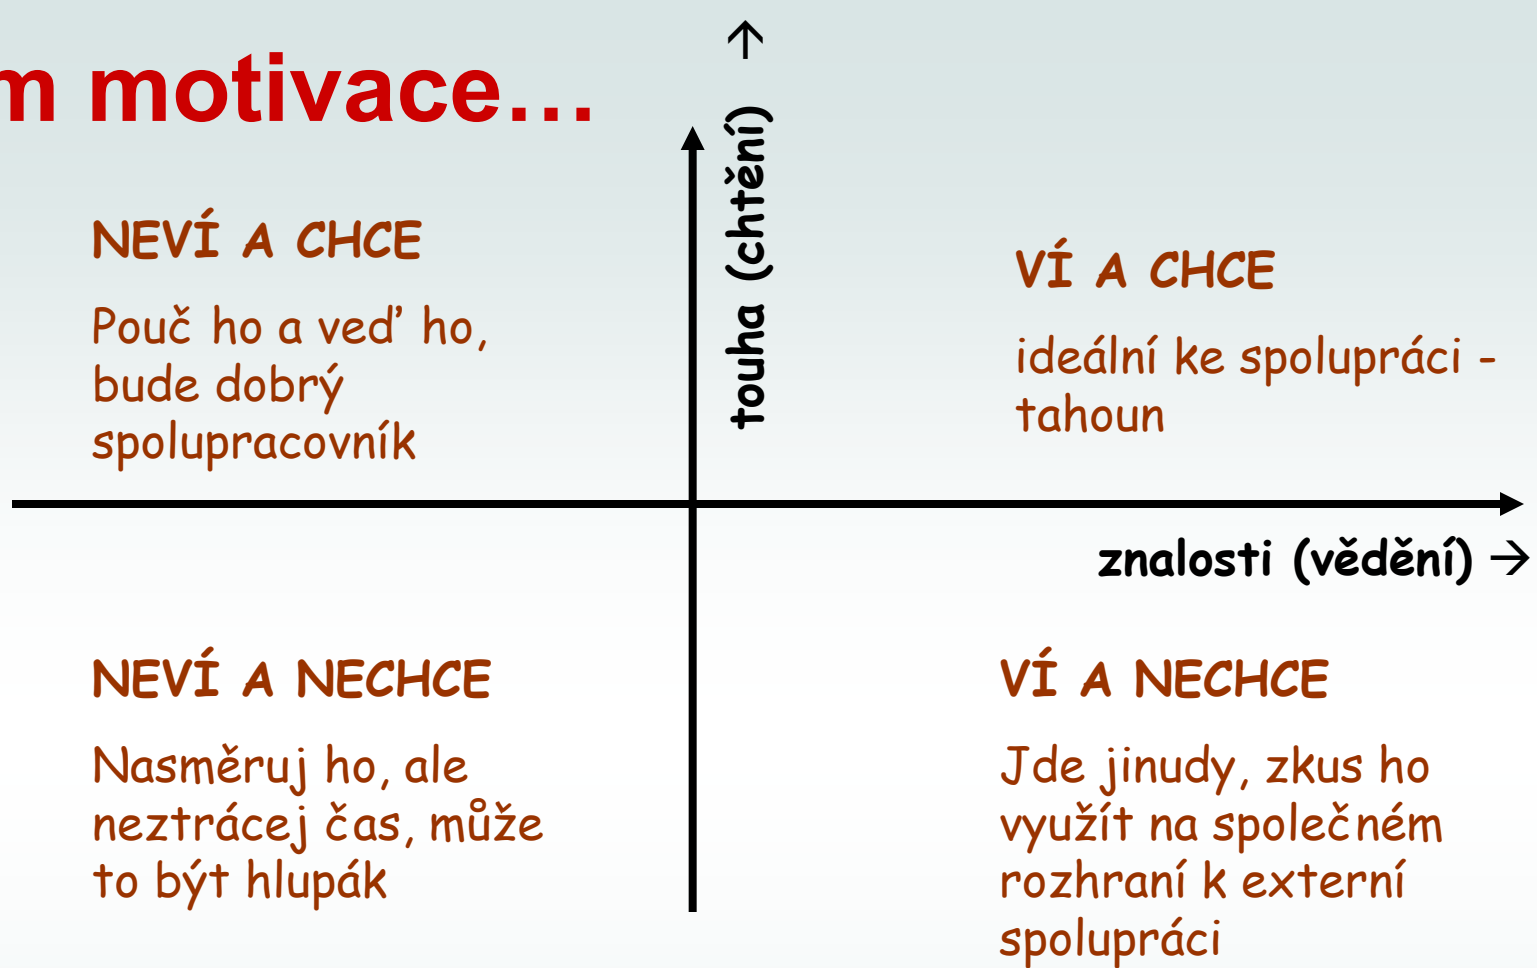 m motivace…
touha (chtění) →
NEVÍ A CHCE
Pouč ho a veď ho,
bude dobrý
spolupracovník
VÍ A CHCE
ideální ke spolupráci -
tahoun
znalosti (vědění) →
NEVÍ A NECHCE
Nasměruj ho, ale
neztrácej čas, může
to být hlupák
VÍ A NECHCE
Jde jinudy, zkus ho
využít na společném
rozhraní k externí
spolupráci